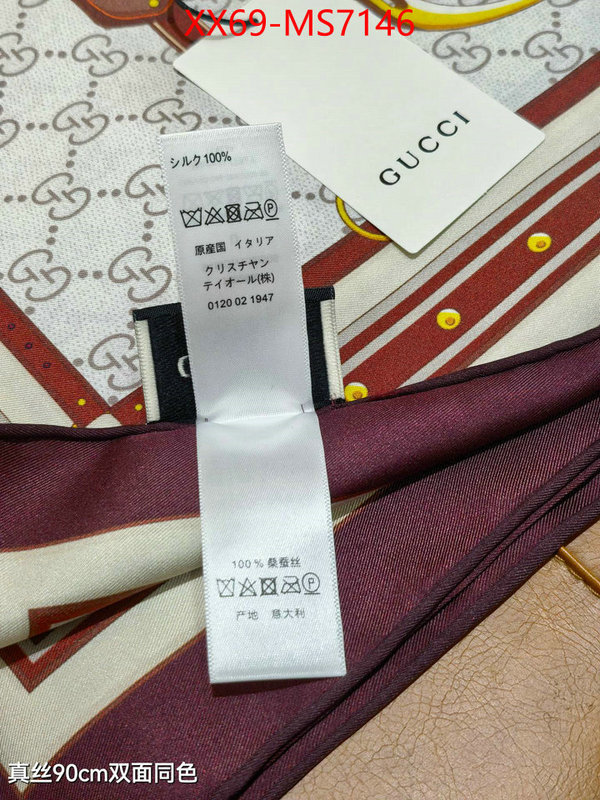 XX69-MS7146
GUCCI
シルク100%
原産国 イタリア
クリスチャン
テイオール(株)
0120 02 1947
100% 桑蚕丝
产地 意大利
真丝90cm双面同色